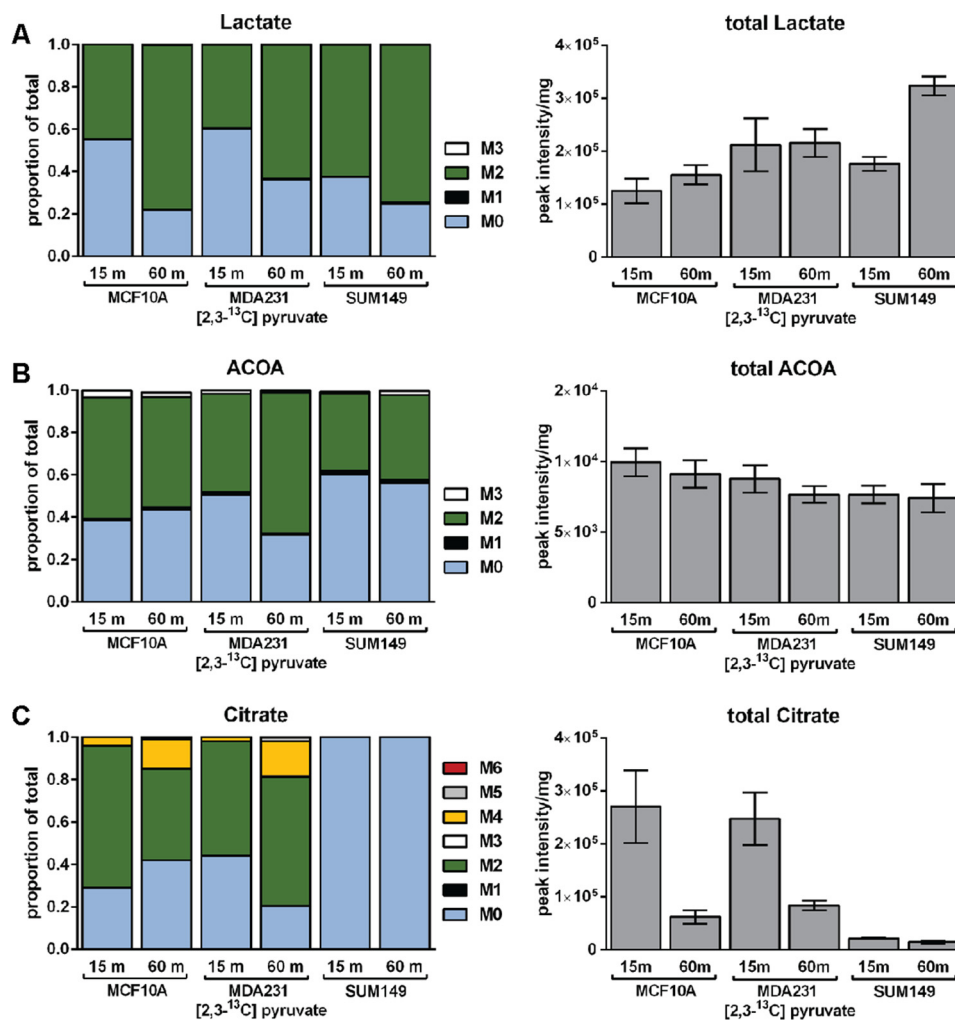 A
Lactate
proportion of total
1.0
0.8
0.6
0.4
0.2
0.0
15 m 60 m 15 m 60 m 15 m 60 m
MCF10A MDA231 SUM149
[2,3-¹³C] pyruvate
M3
M2
M1
M0
total Lactate
peak intensity/mg
4×10⁵
3×10⁵
2×10⁵
1×10⁵
0
15m 60m 15m 60m 15m 60m
MCF10A MDA231 SUM149
[2,3-¹³C] pyruvate
B
ACOA
proportion of total
1.0
0.8
0.6
0.4
0.2
0.0
15 m 60 m 15 m 60 m 15 m 60 m
MCF10A MDA231 SUM149
[2,3-¹³C] pyruvate
M3
M2
M1
M0
total ACOA
peak intensity/mg
2×10⁴
1×10⁴
5×10³
0
15m 60m 15m 60m 15m 60m
MCF10A MDA231 SUM149
[2,3-¹³C] pyruvate
C
Citrate
proportion of total
1.0
0.8
0.6
0.4
0.2
0.0
15 m 60 m 15 m 60 m 15 m 60 m
MCF10A MDA231 SUM149
[2,3-¹³C] pyruvate
M6
M5
M4
M3
M2
M1
M0
total Citrate
peak intensity/mg
4×10⁵
3×10⁵
2×10⁵
1×10⁵
0
15m 60m 15m 60m 15m 60m
MCF10A MDA231 SUM149
[2,3-¹³C] pyruvate